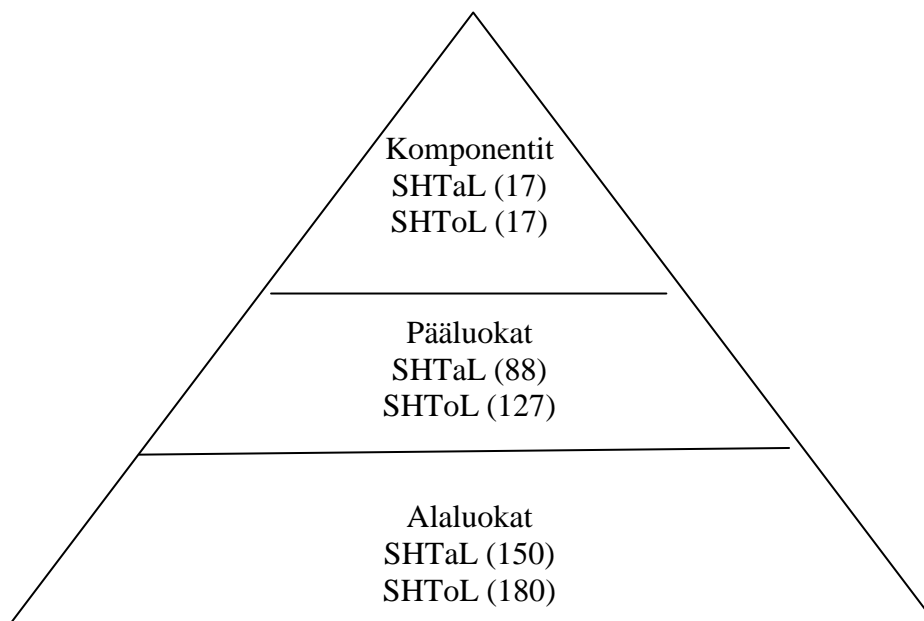 Komponentit
SHTaL (17)
SHToL (17)
Pääluokat
SHTaL (88)
SHToL (127)
Alaluokat
SHTaL (150)
SHToL (180)